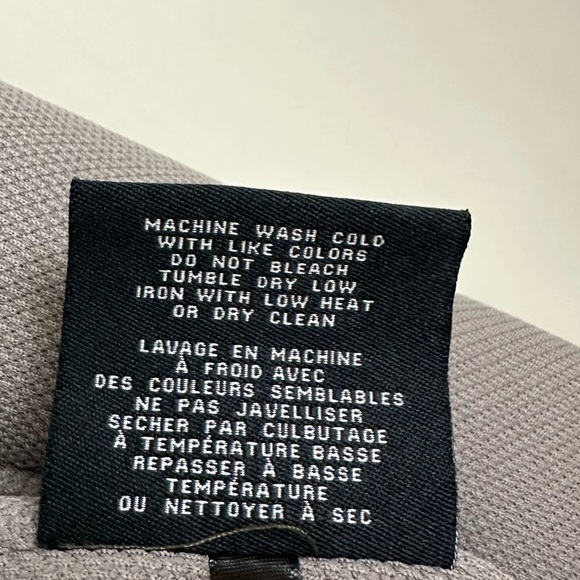 MACHINE WASH COLD
WITH LIKE COLORS
DO NOT BLEACH
TUMBLE DRY LOW
IRON WITH LOW HEAT
OR DRY CLEAN
LAVAGE EN MACHINE
À FROID AVEC
DES COULEURS SEMBLABLES
NE PAS JAVELLISER
SECHER PAR CULBUTAGE
À TEMPÉRATURE BASSE
REPASSER À BASSE
TEMPÉRATURE
OU NETTOYER À SEC